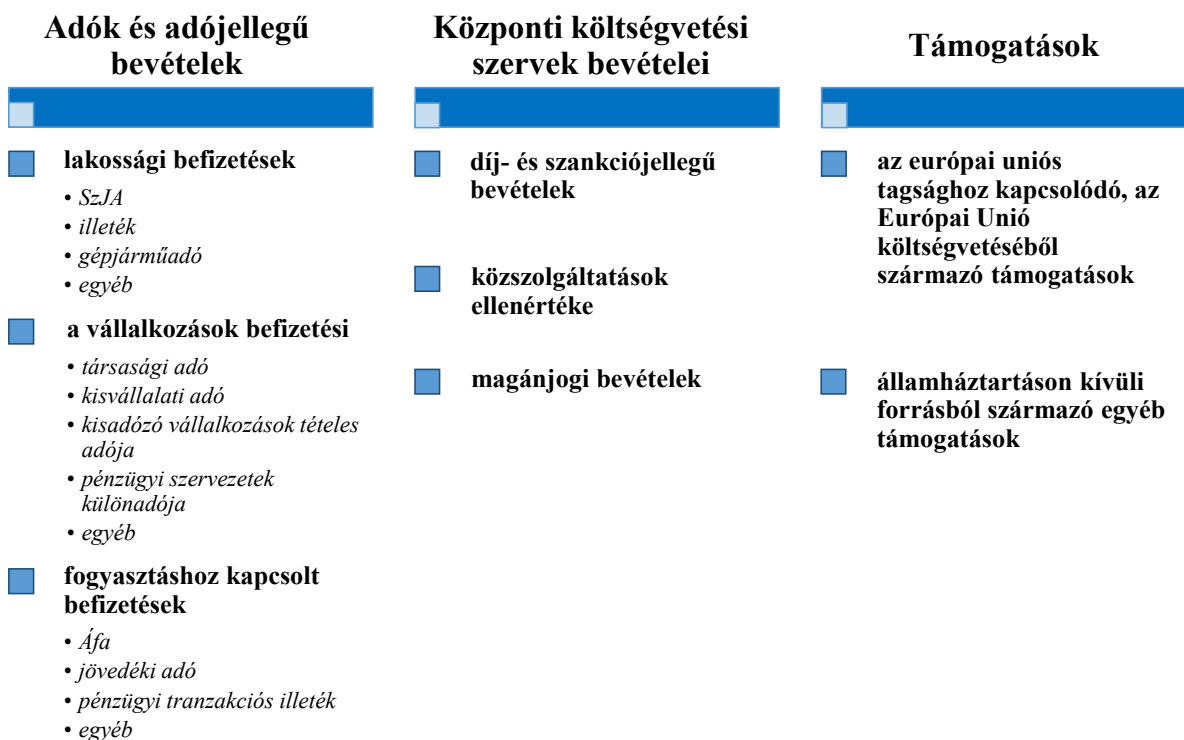 Adók és adójellegű
bevételek
lakossági befizetések
• SzJA
• illeték
• gépjárműadó
• egyéb
a vállalkozások befizetési
• társasági adó
• kisvállalati adó
• kisadózó vállalkozások tételes
adója
• pénzügyi szervezetek
különadója
• egyéb
fogyasztáshoz kapcsolt
befizetések
• Áfa
• jövedéki adó
• pénzügyi tranzakciós illeték
• egyéb
Központi költségvetési
szervek bevételei
díj- és szankciójellegű
bevételek
közszolgáltatások
ellenértéke
magánjogi bevételek
Támogatások
az európai uniós
tagsághoz kapcsolódó, az
Európai Unió
költségvetéséből
származó támogatások
államháztartáson kívüli
forrásból származó egyéb
támogatások